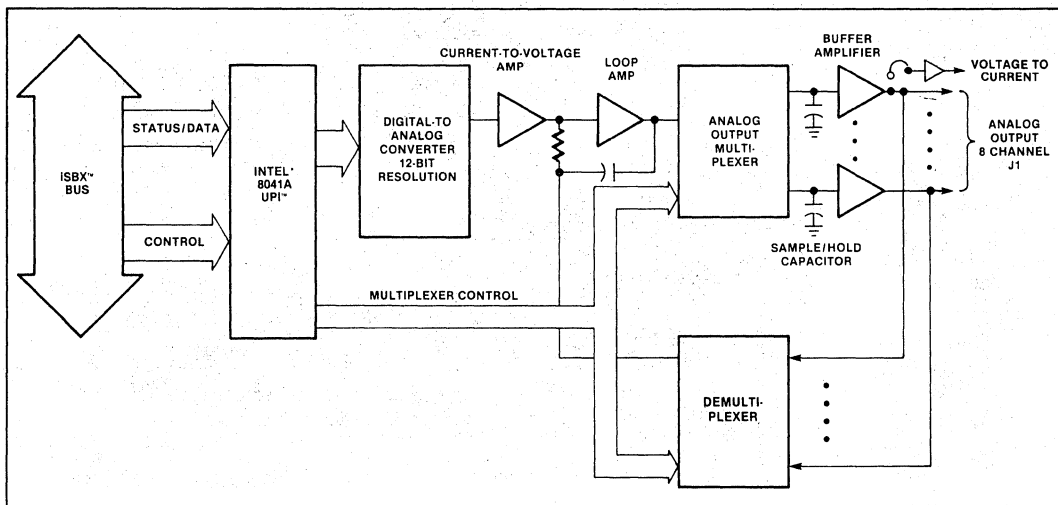 iSBX™
BUS
STATUS/DATA
CONTROL
INTEL®
8041A
UPI™
DIGITAL-TO
ANALOG
CONVERTER
12-BIT
RESOLUTION
CURRENT-TO-VOLTAGE
AMP
LOOP
AMP
ANALOG
OUTPUT
MULTI-
PLEXER
BUFFER
AMPLIFIER
VOLTAGE TO
CURRENT
ANALOG
OUTPUT
8 CHANNEL
J1
SAMPLE/HOLD
CAPACITOR
MULTIPLEXER CONTROL
DEMULTI-
PLEXER